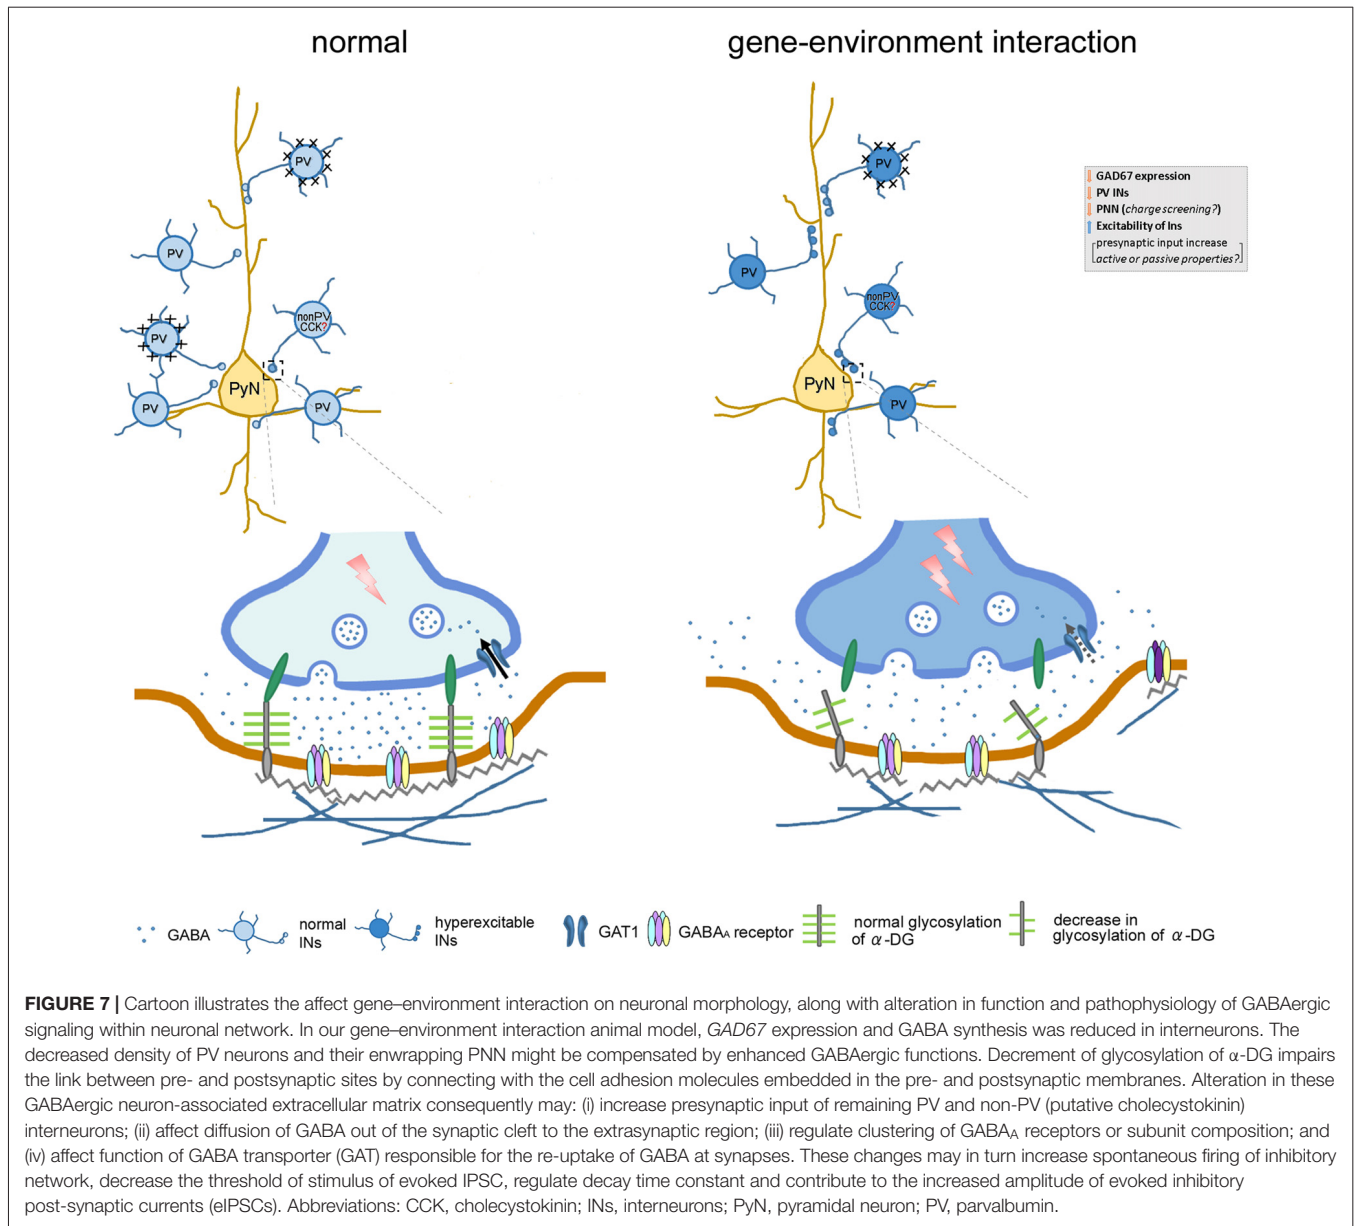 normal
gene-environment interaction
PV
PV
nonPV
CCK?
PV
PyN
PV
PV
PV
PV
nonPV
CCK?
PyN
PV
GAD67 expression
PV INs
PNN (charge screening?)
Excitability of Ins
presynaptic input increase
active or passive properties?
GABA
normal
INs
hyperexcitable
INs
GAT1
GABAA receptor
normal glycosylation
of α-DG
decrease in
glycosylation of α-DG
FIGURE 7 | Cartoon illustrates the affect gene–environment interaction on neuronal morphology, along with alteration in function and pathophysiology of GABAergic
signaling within neuronal network. In our gene–environment interaction animal model, GAD67 expression and GABA synthesis was reduced in interneurons. The
decreased density of PV neurons and their enwrapping PNN might be compensated by enhanced GABAergic functions. Decrement of glycosylation of α-DG impairs
the link between pre- and postsynaptic sites by connecting with the cell adhesion molecules embedded in the pre- and postsynaptic membranes. Alteration in these
GABAergic neuron-associated extracellular matrix consequently may: (i) increase presynaptic input of remaining PV and non-PV (putative cholecystokinin)
interneurons; (ii) affect diffusion of GABA out of the synaptic cleft to the extrasynaptic region; (iii) regulate clustering of GABAA receptors or subunit composition; and
(iv) affect function of GABA transporter (GAT) responsible for the re-uptake of GABA at synapses. These changes may in turn increase spontaneous firing of inhibitory
network, decrease the threshold of stimulus of evoked IPSC, regulate decay time constant and contribute to the increased amplitude of evoked inhibitory
post-synaptic currents (eIPSCs). Abbreviations: CCK, cholecystokinin; INs, interneurons; PyN, pyramidal neuron; PV, parvalbumin.